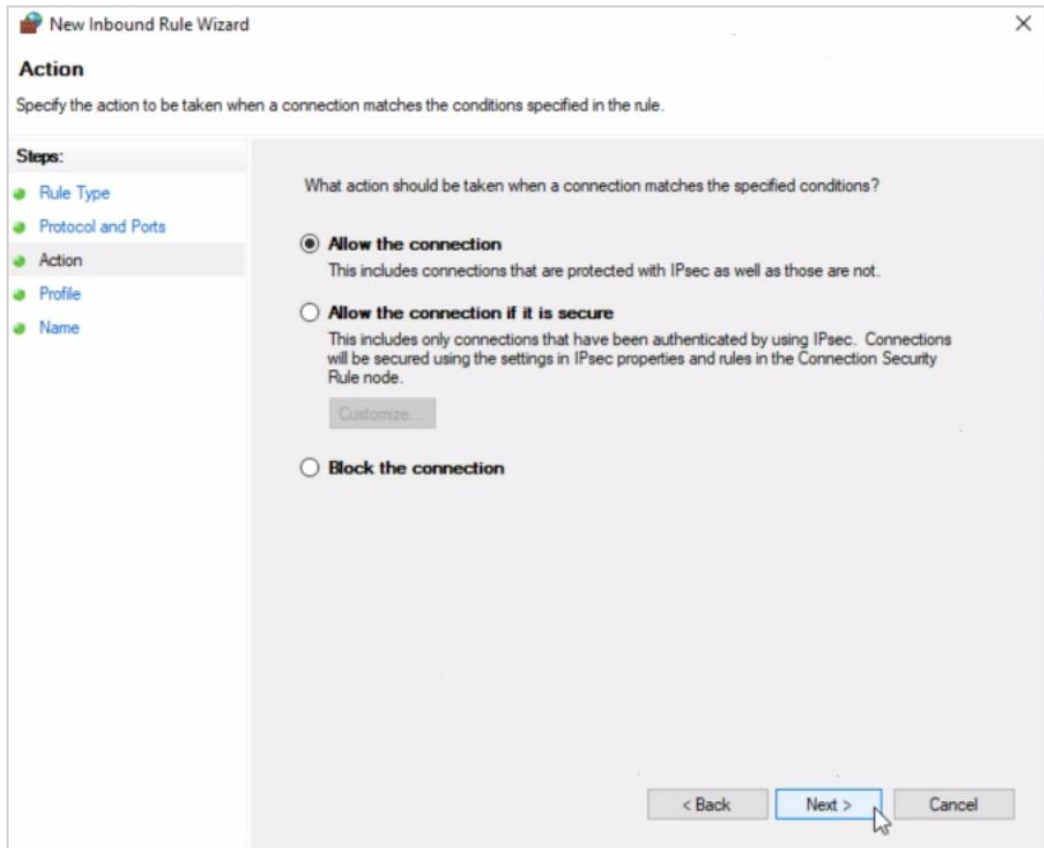 New Inbound Rule Wizard
Action
Specify the action to be taken when a connection matches the conditions specified in the rule.
Steps:
Rule Type
Protocol and Ports
Action
Profile
Name
What action should be taken when a connection matches the specified conditions?
Allow the connection
This includes connections that are protected with IPsec as well as those are not.
Allow the connection if it is secure
This includes only connections that have been authenticated by using IPsec. Connections
will be secured using the settings in IPsec properties and rules in the Connection Security
Rule node.
Customize...
Block the connection
< Back
Next >
Cancel